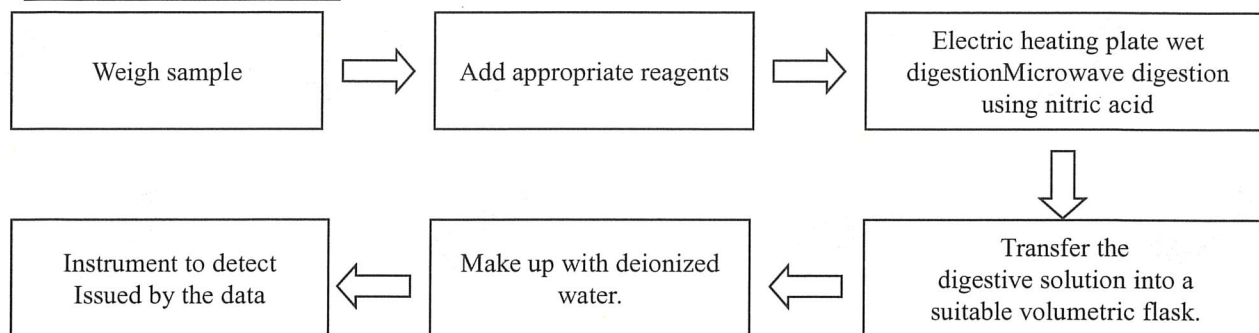 Weigh sample
Add appropriate reagents
Electric heating plate wet
digestionMicrowave digestion
using nitric acid
Transfer the
digestive solution into a
suitable volumetric flask.
Make up with deionized
water.
Instrument to detect
Issued by the data